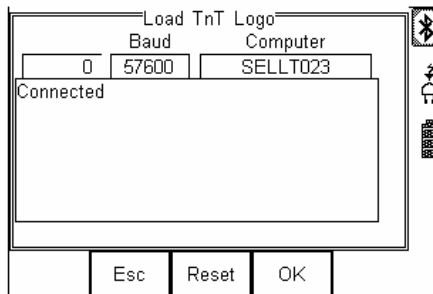 Load TnT Logo
Baud Computer
0 57600 SELLT023
Connected
Esc Reset OK